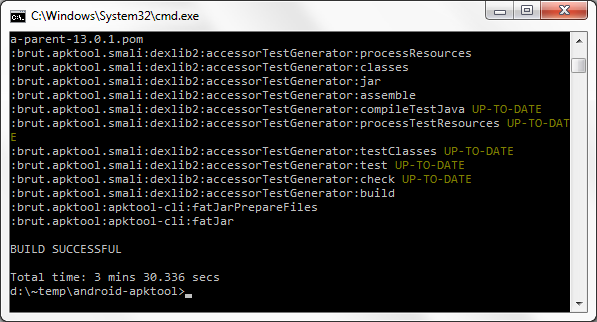 C:\Windows\System32\cmd.exe
a-parent-13.0.1.pom
:brut.apktool.smali:dexlib2:accessorTestGenerator:processResources
:brut.apktool.smali:dexlib2:accessorTestGenerator:classes
:brut.apktool.smali:dexlib2:accessorTestGenerator:jar
:brut.apktool.smali:dexlib2:accessorTestGenerator:assemble
:brut.apktool.smali:dexlib2:accessorTestGenerator:compileTestJava UP-TO-DATE
:brut.apktool.smali:dexlib2:accessorTestGenerator:processTestResources UP-TO-DAT
E
:brut.apktool.smali:dexlib2:accessorTestGenerator:testClasses UP-TO-DATE
:brut.apktool.smali:dexlib2:accessorTestGenerator:test UP-TO-DATE
:brut.apktool.smali:dexlib2:accessorTestGenerator:check UP-TO-DATE
:brut.apktool.smali:dexlib2:accessorTestGenerator:build
:brut.apktool:apktool-cli:fatJarPrepareFiles
:brut.apktool:apktool-cli:fatJar
BUILD SUCCESSFUL
Total time: 3 mins 30.336 secs
d:\~temp\android-apktool>